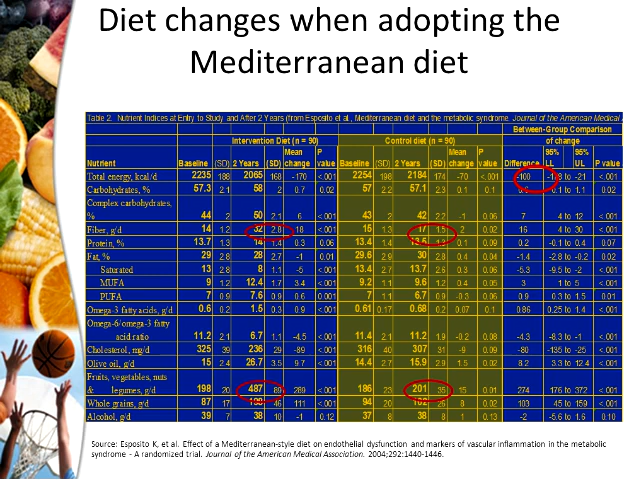 Diet changes when adopting the
Mediterranean diet
Table 2. Nutrient Indices at Entry to Study and After 2 Years (from Esposito et al., Mediterranean diet and the metabolic syndrome. Journal of the American Medical
Between-Group Comparison
Intervention Diet (n = 90) Control diet (n = 90) of change
Mean P Mean P 95% 95%
Nutrient Baseline (SD) 2 Years (SD) change value Baseline (SD) 2 Years (SD) change value Difference LL UL P value
Total energy, kcal/d 2235 188 2065 168 -170 <.001 2254 198 2184 174 -70 <.001 -100 to -21 <.001
Carbohydrates, % 57.3 2.1 58 2 0.7 0.02 57 2.2 57.1 2.3 0.1 0.1 0.1 to 1.1 0.02
Complex carbohydrates,
% 44 2 50 2.1 6 <.001 43 2 42 2.2 -1 0.06 7 4 to 12 <.001
Fiber, g/d 14 1.2 32 2.8 18 <.001 15 1.3 17 1.5 2 0.02 16 4 to 30 <.001
Protein, % 13.7 1.3 14 1.4 0.3 0.06 13.4 1.4 13.5 0.1 0.09 0.2 -0.1 to 0.4 0.07
Fat, % 29 2.8 28 2.7 -1 0.01 29.6 2.9 30 2.8 0.4 0.04 -1.4 -2.8 to -0.2 0.02
Saturated 13 2.8 8 1.1 -5 <.001 13.4 2.7 13.7 2.6 0.3 0.06 -5.3 -9.5 to -2 <.001
MUFA 9 1.2 12.4 1.7 3.4 <.001 9.2 1.1 9.6 1.2 0.4 0.05 3 1 to 5 <.001
PUFA 7 0.9 7.6 0.9 0.6 0.001 7 1.1 6.7 0.9 -0.3 0.06 0.9 0.3 to 1.5 0.01
Omega-3 fatty acids, g/d 0.6 0.2 1.5 0.3 0.9 <.001 0.61 0.17 0.68 0.2 0.07 0.1 0.86 0.25 to 1.4 <.001
Omega-6/omega-3 fatty
acid ratio 11.2 2.1 6.7 1.1 -4.5 <.001 11.4 2.1 11.2 1.9 -0.2 0.08 -4.3 -8.3 to -1 <.001
Cholesterol, mg/d 325 39 236 29 -89 <.001 316 40 307 31 -9 0.09 -80 -135 to -25 <.001
Olive oil, g/d 15 2.4 26.7 3.5 9.7 <.001 14.4 2.7 15.9 2.9 1.5 0.02 8.2 3.3 to 12.4 <.001
Fruits, vegetables, nuts
& legumes, g/d 198 20 487 89 289 <.001 186 23 201 35 15 0.01 274 176 to 372 <.001
Whole grains, g/d 87 17 46 111 <.001 94 20 102 26 8 0.02 103 45 to 159 <.001
Alcohol, g/d 39 7 38 10 -1 0.12 37 8 38 8 1 0.13 -2 -5.6 to 1.6 0.10
Source: Esposito K, et al. Effect of a Mediterranean-style diet on endothelial dysfunction and markers of vascular inflammation in the metabolic
syndrome - A randomized trial. Journal of the American Medical Association. 2004;292:1440-1446.